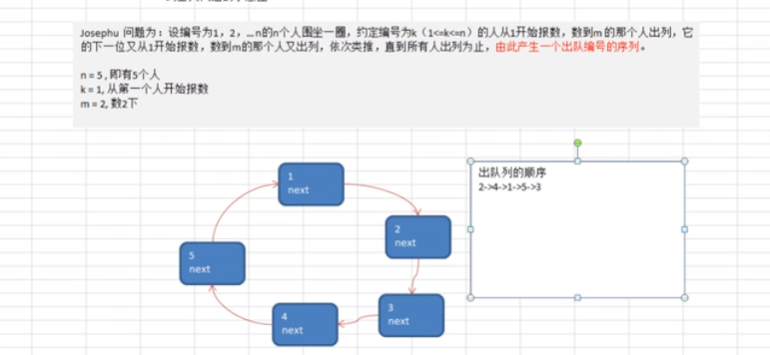 Josephu 问题为：设编号为1，2，…n的n个人围坐一圈，约定编号为k（1<=k<=n）的人从1开始报数，数到m 的那个人出列，它
的下一位又从1开始报数，数到m的那个人又出列，依次类推，直到所有人出列为止，由此产生一个出队编号的序列。
n = 5 , 即有5个人
k = 1, 从第一个人开始报数
m = 2, 数2下
出队列的顺序
2->4->1->5->3
1
next
2
next
3
next
4
next
5
next